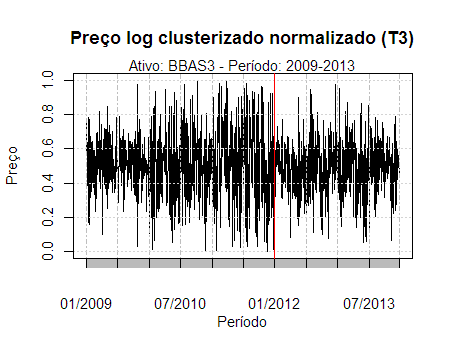 Preço log clusterizado normalizado (T3)
Ativo: BBAS3 - Período: 2009-2013
Preço
1.0
0.8
0.6
0.4
0.2
0.0
01/2009 07/2010 01/2012 07/2013
Período